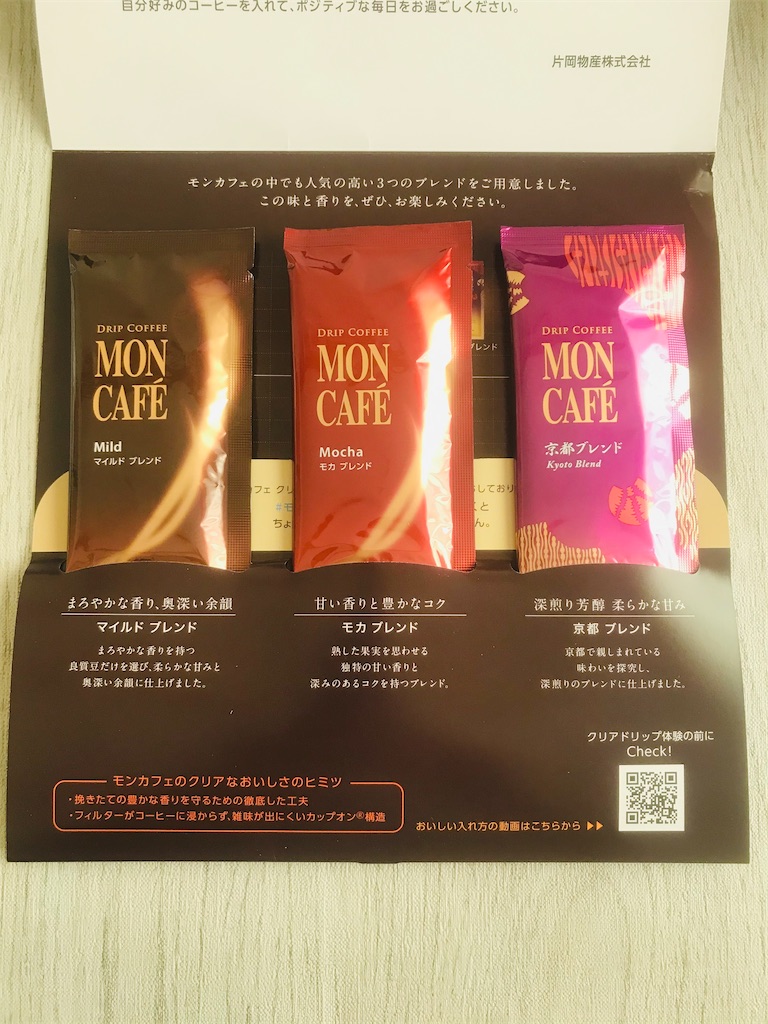 自分好みのコーヒーを入れて、ポジティブな毎日をお過ごしください。
片岡物産株式会社
モンカフェの中でも人気の高い3つのブレンドをご用意しました。
この味と香りを、ぜひ、お楽しみください。
DRIP COFFEE
MON
CAFÉ
Mild
マイルド ブレンド
DRIP COFFEE
MON
CAFÉ
Mocha
モカ ブレンド
DRIP COFFEE
MON
CAFÉ
京都ブレンド
Kyoto Blend
ブレンド
まろやかな香り、奥深い余韻
マイルド ブレンド
まろやかな香りを持つ
良質豆だけを選び、柔らかな甘みと
奥深い余韻に仕上げました。
甘い香りと豊かなコク
モカ ブレンド
熟した果実を思わせる
独特の甘い香りと
深みのあるコクを持つブレンド。
深煎り芳醇 柔らかな甘み
京都 ブレンド
京都で親しまれている
味わいを探究し、
深煎りのブレンドに仕上げました。
クリアドリップ体験の前に
Check!
モンカフェのクリアなおいしさのヒミツ
・挽きたての豊かな香りを守るための徹底した工夫
・フィルターがコーヒーに浸からず、雑味が出にくいカップオン®構造
おいしい入れ方の動画はこちらから ▶▶